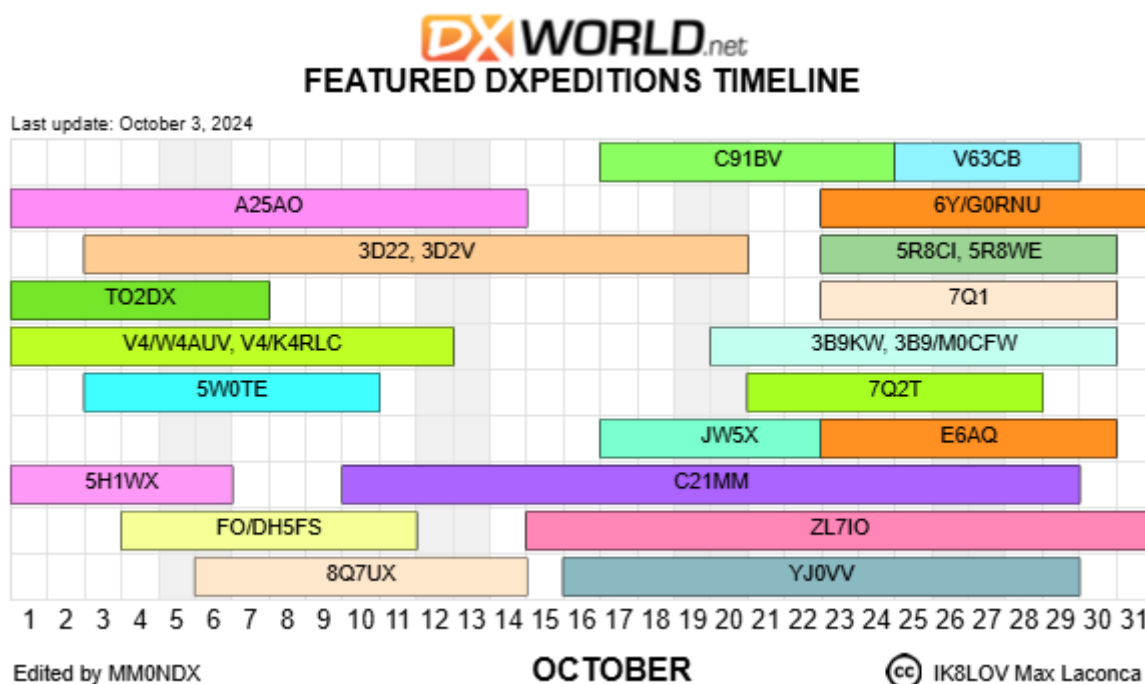 DX WORLD.net
FEATURED DXPEDITIONS TIMELINE
Last update: October 3, 2024
C91BV V63CB
A25AO 6Y/G0RNU
3D22, 3D2V 5R8CI, 5R8WE
TO2DX 7Q1
V4/W4AUV, V4/K4RLC 3B9KW, 3B9/M0CFW
5W0TE 7Q2T
JW5X E6AQ
5H1WX C21MM
FO/DH5FS ZL7IO
8Q7UX YJ0VV
1 2 3 4 5 6 7 8 9 10 11 12 13 14 15 16 17 18 19 20 21 22 23 24 25 26 27 28 29 30 31
Edited by MM0NDX OCTOBER cc IK8LOV Max Laconca